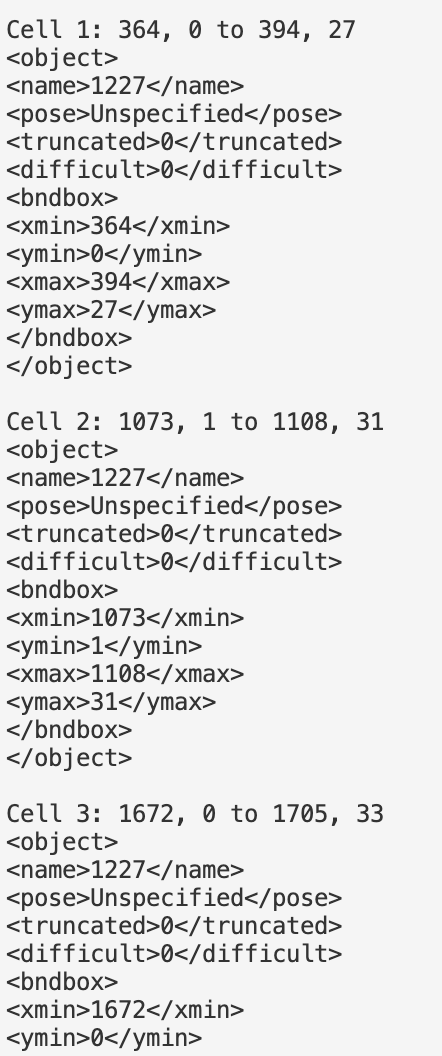 Cell 1: 364, 0 to 394, 27
<object>
<name>1227</name>
<pose>Unspecified</pose>
<truncated>0</truncated>
<difficult>0</difficult>
<bndbox>
<xmin>364</xmin>
<ymin>0</ymin>
<xmax>394</xmax>
<ymax>27</ymax>
</bndbox>
</object>
Cell 2: 1073, 1 to 1108, 31
<object>
<name>1227</name>
<pose>Unspecified</pose>
<truncated>0</truncated>
<difficult>0</difficult>
<bndbox>
<xmin>1073</xmin>
<ymin>1</ymin>
<xmax>1108</xmax>
<ymax>31</ymax>
</bndbox>
</object>
Cell 3: 1672, 0 to 1705, 33
<object>
<name>1227</name>
<pose>Unspecified</pose>
<truncated>0</truncated>
<difficult>0</difficult>
<bndbox>
<xmin>1672</xmin>
<ymin>0</ymin>